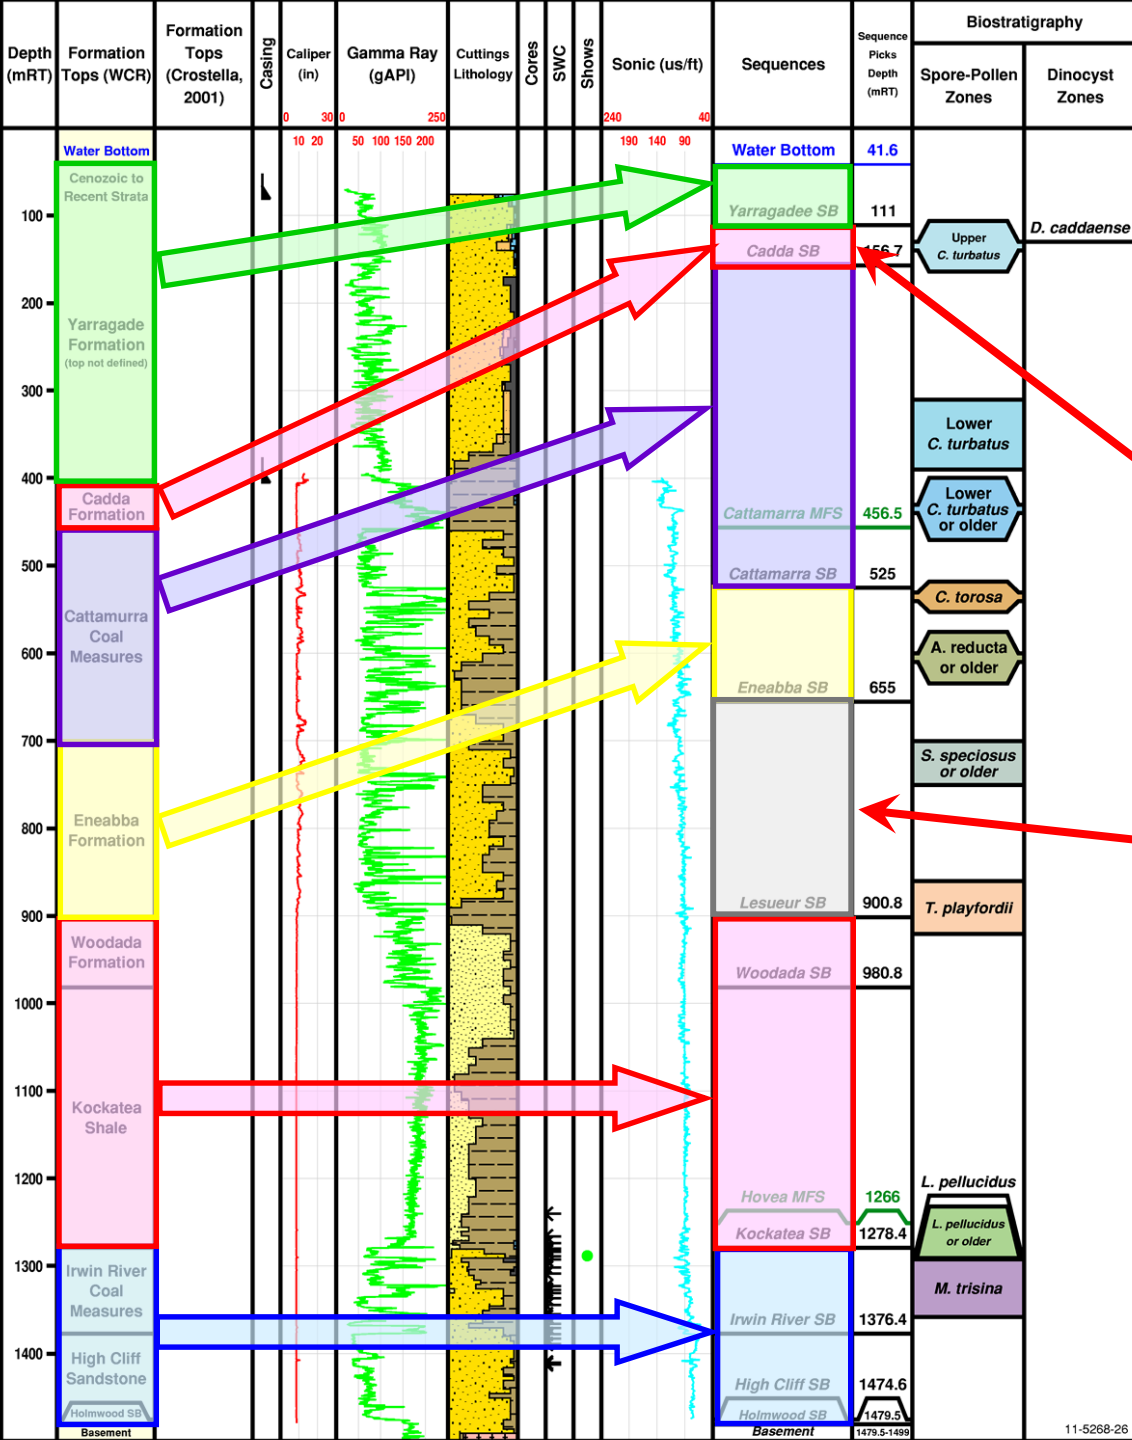 Depth
(mRT)
Formation
Tops (WCR)
Formation
Tops
(Crostella,
2001)
Casing
Caliper
(in)
0 30
10 20
Gamma Ray
(gAPI)
0 250
50 100 150 200
Cuttings
Lithology
Cores
SWC
Shows
Sonic (us/ft)
240 40
190 140 90
Sequences
Sequence
Picks
Depth
(mRT)
Biostratigraphy
Spore-Pollen
Zones
Dinocyst
Zones
100
200
300
400
500
600
700
800
900
1000
1100
1200
1300
1400
Water Bottom
Cenozoic to
Recent Strata
Yarragade
Formation
(top not defined)
Cadda
Formation
Cattamurra
Coal
Measures
Eneabba
Formation
Woodada
Formation
Kockatea
Shale
Irwin River
Coal
Measures
High Cliff
Sandstone
Holmwood SB
Basement
Water Bottom 41.6
Yarragadee SB 111
Cadda SB 156.7
Cattamarra MFS 456.5
Cattamarra SB 525
Eneabba SB 655
Lesueur SB 900.8
Woodada SB 980.8
Hovea MFS 1266
Kockatea SB 1278.4
Irwin River SB 1376.4
High Cliff SB 1474.6
Holmwood SB 1479.5
Basement 1479.5-1499
Upper
C. turbatus
Lower
C. turbatus
Lower
C. turbatus
or older
C. torosa
A. reducta
or older
S. speciosus
or older
T. playfordii
L. pellucidus
L. pellucidus
or older
M. trisina
D. caddaense
11-5268-26